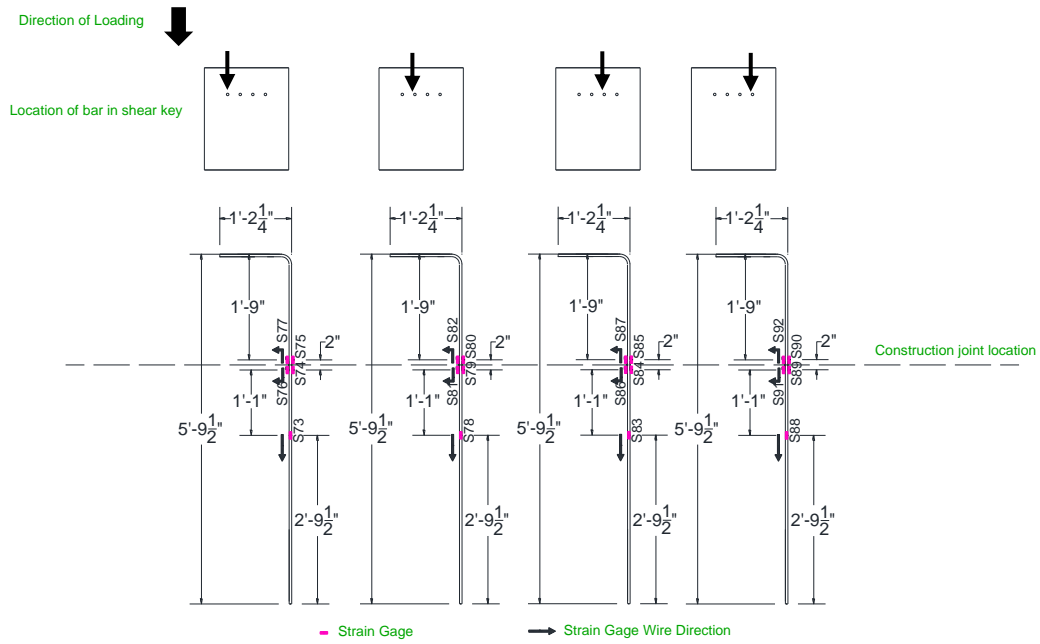 Direction of Loading
Location of bar in shear key
1'-2 1/4" 1'-2 1/4" 1'-2 1/4" 1'-2 1/4"
1'-9" 1'-9" 1'-9" 1'-9"
S77 S75 2" S82 S80 S87 S85 2" S92 S90 2"
Construction joint location
S76 S74 S81 S79 S86 S84 S91 S89
1'-1" 1'-1" 1'-1" 1'-1"
5'-9 1/2" 5'-9 1/2" 5'-9 1/2" 5'-9 1/2"
S73 S78 S83 S88
2'-9 1/2" 2'-9 1/2" 2'-9 1/2" 2'-9 1/2"
Strain Gage
Strain Gage Wire Direction